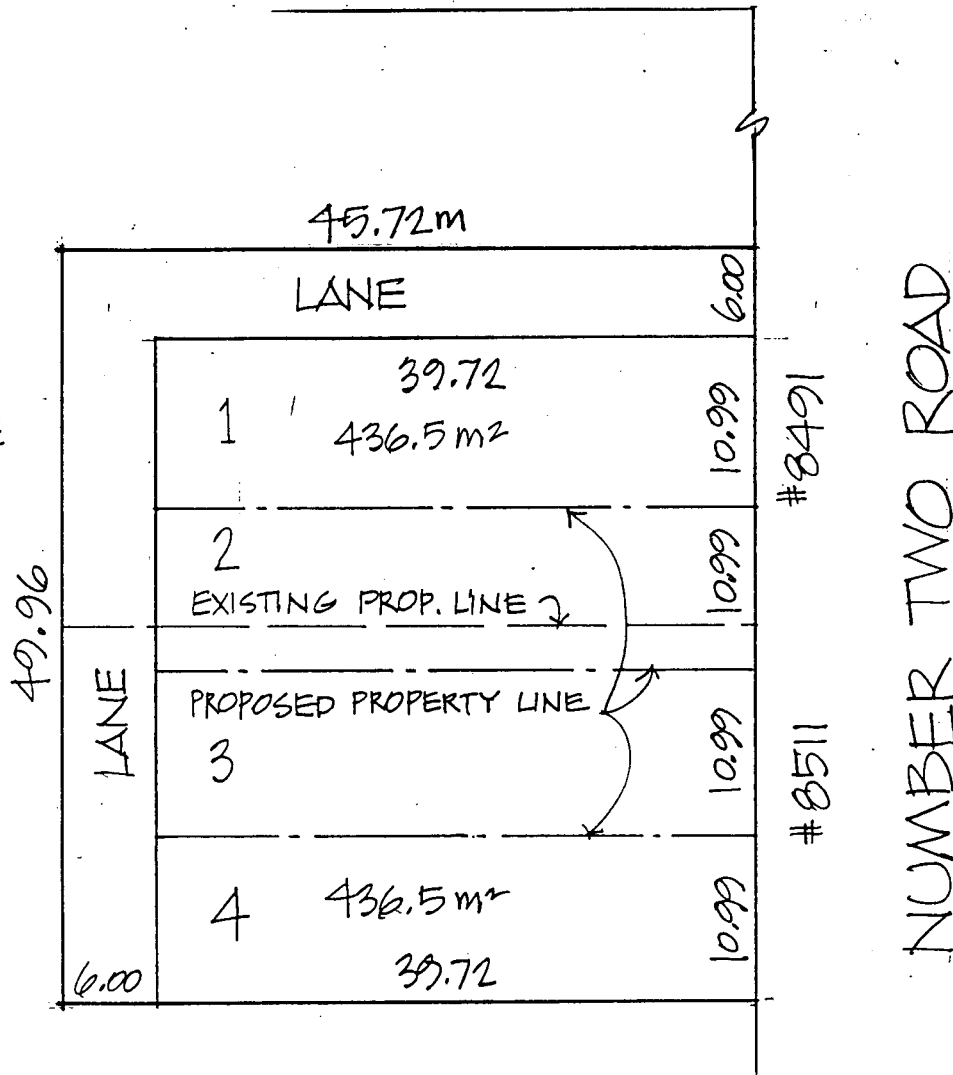 45.72m
LANE
6.00
39.72
1
436.5 m²
10.99
#8491
2
10.99
EXISTING PROP. LINE
49.96
LANE
PROPOSED PROPERTY LINE
3
10.99
#8511
4
436.5 m²
10.99
6.00
39.72
NUMBER TWO ROAD